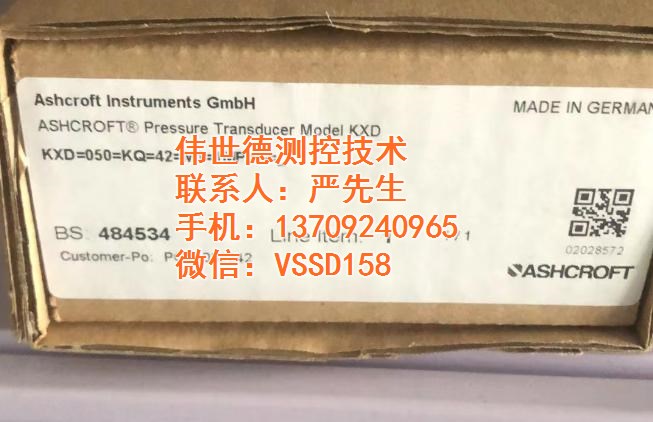 Ashcroft Instruments GmbH
MADE IN GERMAN
ASHCROFT® Pressure Transducer Model KXD
KXD=050=KQ=42=
伟世德测控技术
联系人：严先生
手机：13709240965
微信：VSSD158
BS: 484534
Line Item:
/1
Customer-Po:
42
02028572
ASHCROFT